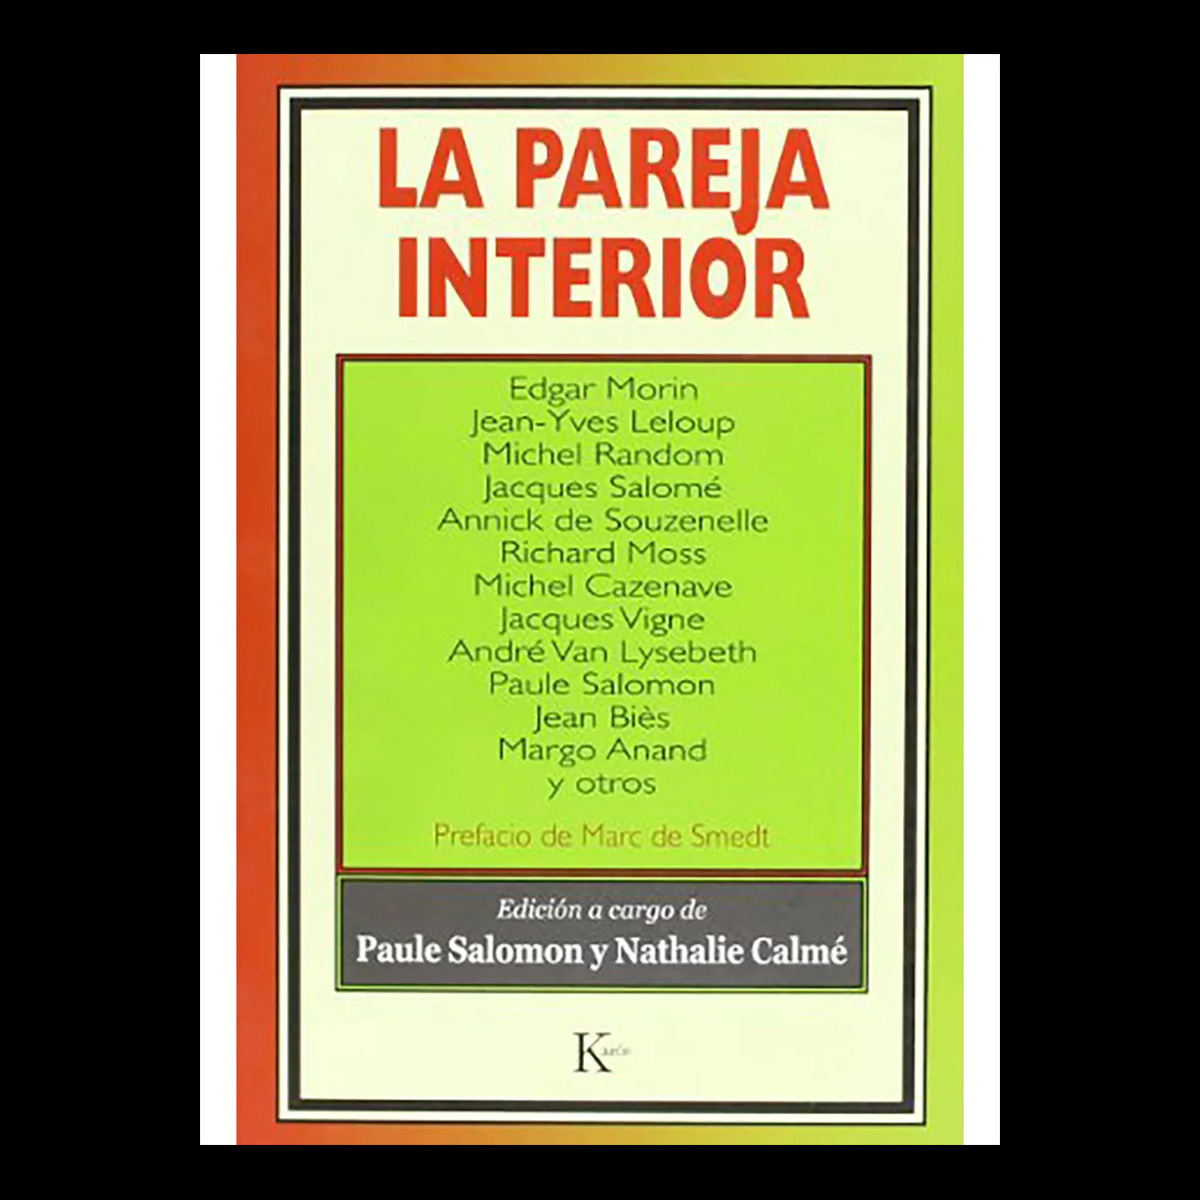 LA PAREJA
INTERIOR
Edgar Morin
Jean-Yves Leloup
Michel Random
Jacques Salomé
Annick de Souzenelle
Richard Moss
Michel Cazenave
Jacques Vigne
André Van Lysebeth
Paule Salomon
Jean Biès
Margo Anand
y otros
Prefacio de Marc de Smedt
Edición a cargo de
Paule Salomon y Nathalie Calmé
Kairós